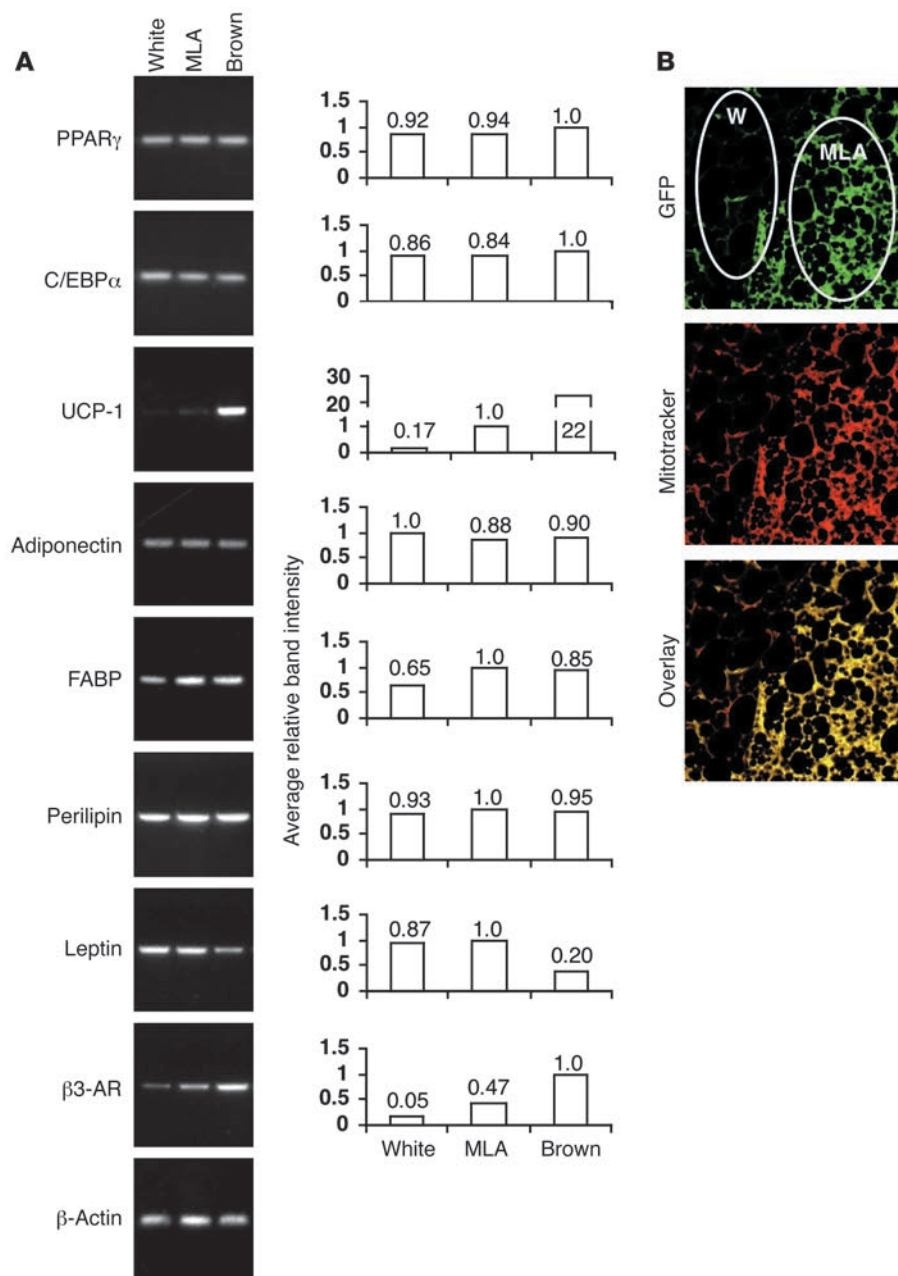 A
White MLA Brown
PPARγ
1.5
1
0.5
0
0.92 0.94 1.0
C/EBPα
1.5
1
0.5
0
0.86 0.84 1.0
UCP-1
30
20
1
0
0.17 1.0 22
Adiponectin
1.5
1
0.5
0
1.0 0.88 0.90
FABP
1.5
1
0.5
0
0.65 1.0 0.85
Perilipin
1.5
1
0.5
0
0.93 1.0 0.95
Leptin
1.5
1
0.5
0
0.87 1.0 0.20
β3-AR
1.5
1
0.5
0
0.05 0.47 1.0
White MLA Brown
β-Actin
Average relative band intensity
B
W
MLA
GFP
Mitotracker
Overlay